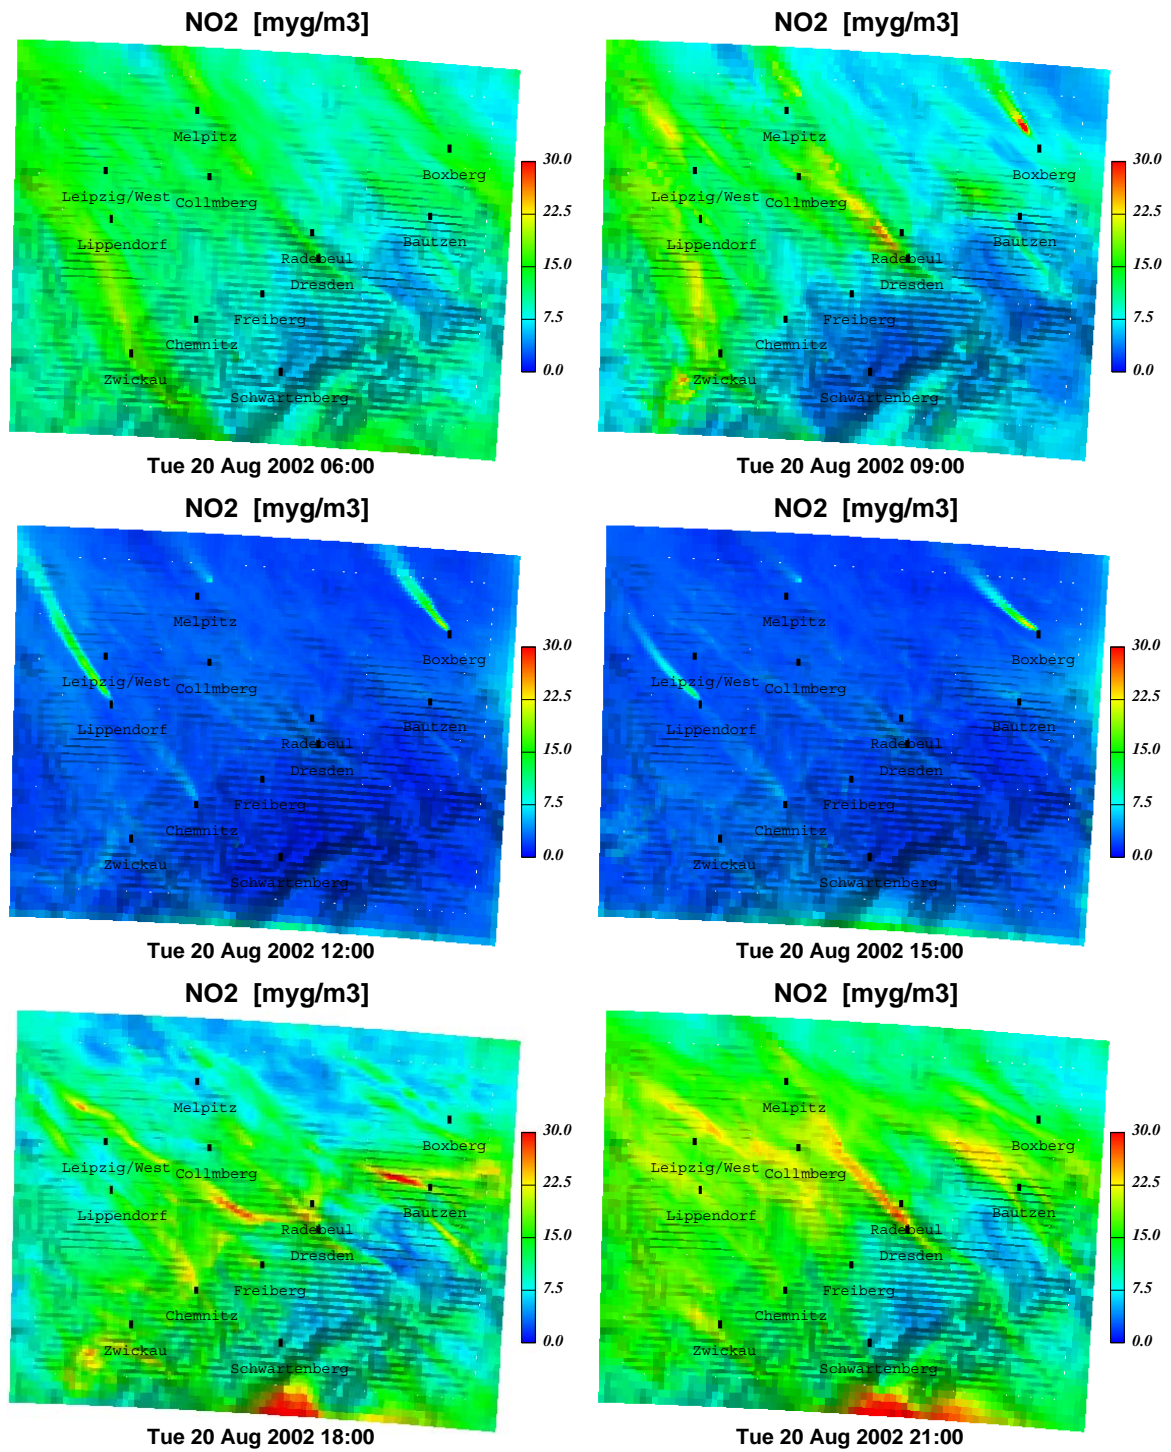 NO2 [myg/m3]
Melpitz
Boxberg
Leipzig/West
Collmberg
Lippendorf
Bautzen
Radebeul
Dresden
Freiberg
Chemnitz
Zwickau
Schwartenberg
30.0
22.5
15.0
7.5
0.0
Tue 20 Aug 2002 06:00
NO2 [myg/m3]
Melpitz
Boxberg
Leipzig/West
Collmberg
Lippendorf
Bautzen
Radebeul
Dresden
Freiberg
Chemnitz
Zwickau
Schwartenberg
30.0
22.5
15.0
7.5
0.0
Tue 20 Aug 2002 09:00
NO2 [myg/m3]
Melpitz
Boxberg
Leipzig/West
Collmberg
Lippendorf
Bautzen
Radebeul
Dresden
Freiberg
Chemnitz
Zwickau
Schwartenberg
30.0
22.5
15.0
7.5
0.0
Tue 20 Aug 2002 12:00
NO2 [myg/m3]
Melpitz
Boxberg
Leipzig/West
Collmberg
Lippendorf
Bautzen
Radebeul
Dresden
Freiberg
Chemnitz
Zwickau
Schwartenberg
30.0
22.5
15.0
7.5
0.0
Tue 20 Aug 2002 15:00
NO2 [myg/m3]
Melpitz
Boxberg
Leipzig/West
Collmberg
Lippendorf
Bautzen
Radebeul
Dresden
Freiberg
Chemnitz
Zwickau
Schwartenberg
30.0
22.5
15.0
7.5
0.0
Tue 20 Aug 2002 18:00
NO2 [myg/m3]
Melpitz
Boxberg
Leipzig/West
Collmberg
Lippendorf
Bautzen
Radebeul
Dresden
Freiberg
Chemnitz
Zwickau
Schwartenberg
30.0
22.5
15.0
7.5
0.0
Tue 20 Aug 2002 21:00